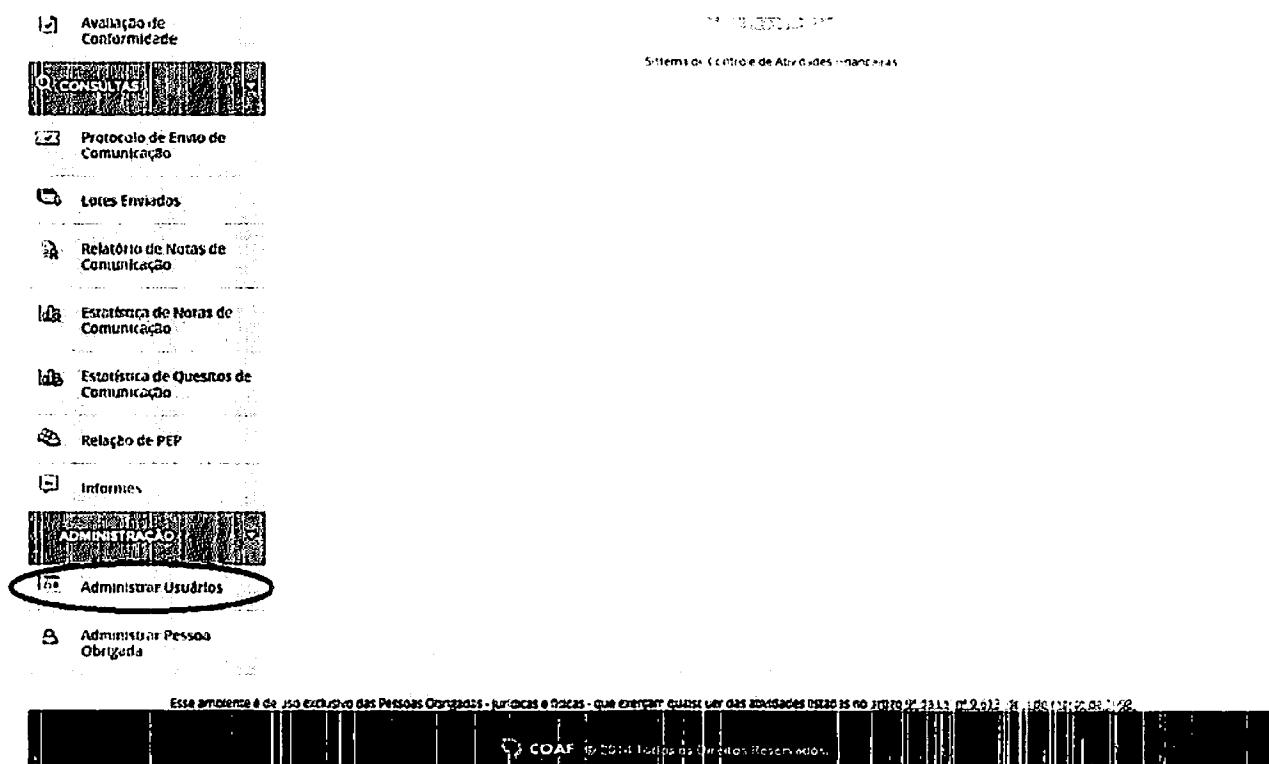 Avaliação de
Conformidade
Sistema de Controle de Atividades Financeiras
CONSULTAS
Protocolo de Envio de
Comunicação
Lotes Enviados
Relatório de Notas de
Comunicação
Estatística de Notas de
Comunicação
Estatística de Quesitos de
Comunicação
Relação de PEP
Informes
ADMINISTRAÇÃO
Administrar Usuários
Administrar Pessoa
Obrigada
Esse ambiente é de uso exclusivo das Pessoas Obrigadas - jurídicas e físicas - que exerçam quaisquer das atividades listadas no
COAF © 2014 Todos os Direitos Reservados.